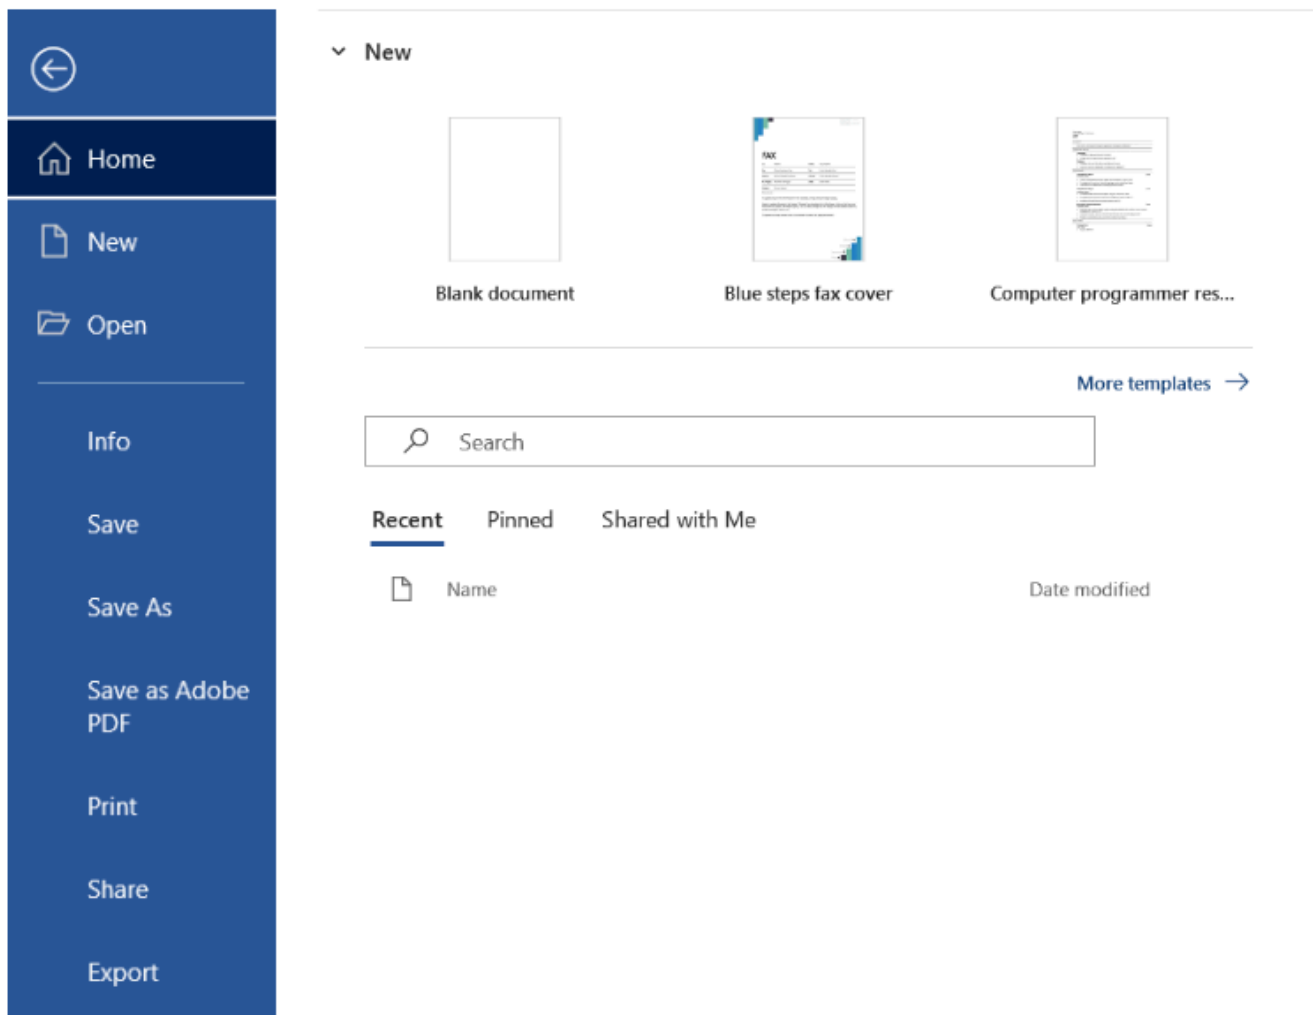 Home
New
Open
Info
Save
Save As
Save as Adobe
PDF
Print
Share
Export
New
FAX
Blank document
Blue steps fax cover
Computer programmer res...
More templates
Search
Recent Pinned Shared with Me
Name Date modified